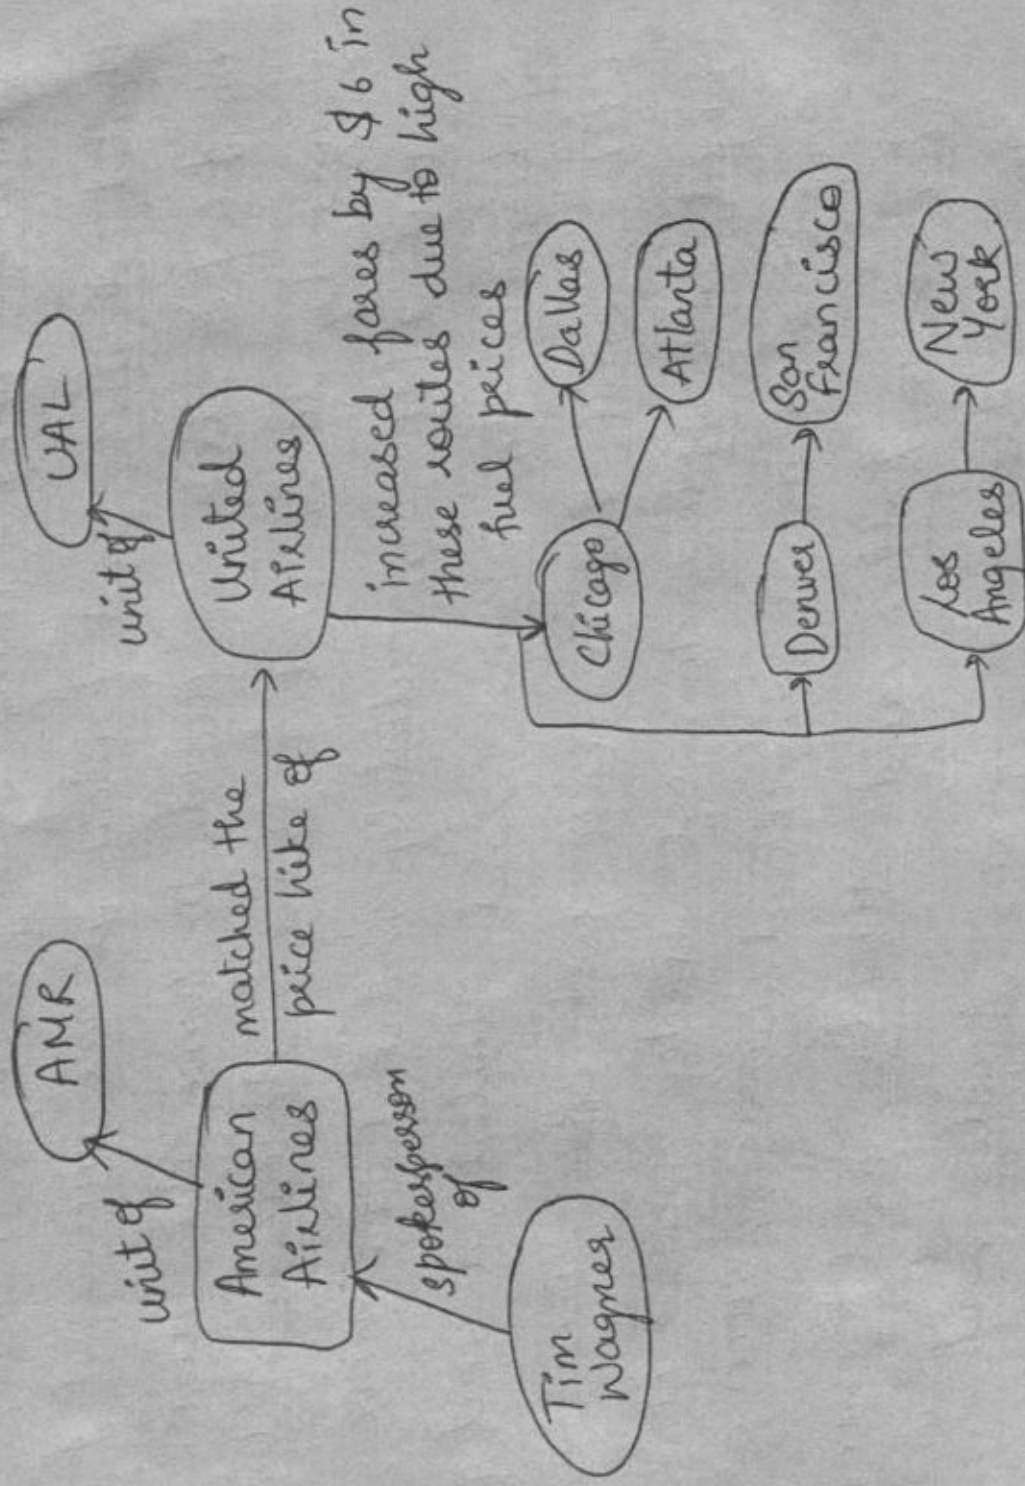 AMR
UAL
unit of
unit of
American
Airlines
matched the
price hike of
United
Airlines
spokesperson
of
Tim
Wagner
increased fares by $6 in
these routes due to high
fuel prices
Chicago
Dallas
Atlanta
Denver
San
Francisco
Los
Angeles
New
York